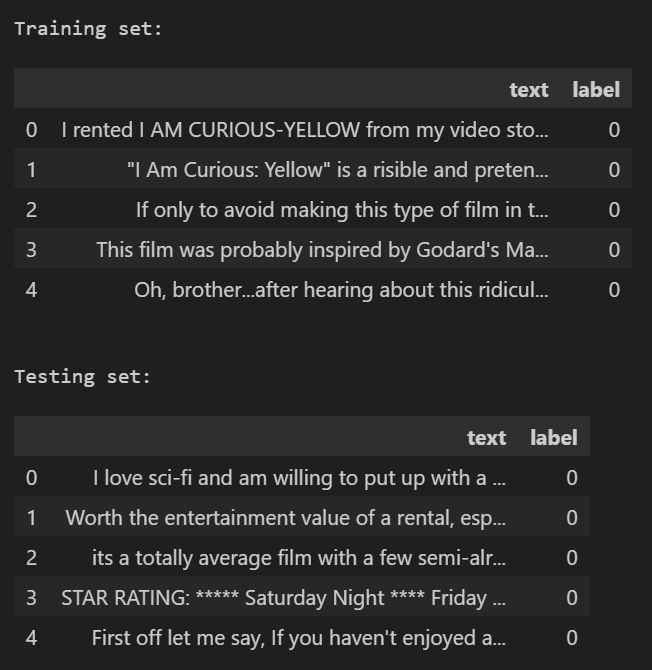 Training set:
text label
0 I rented I AM CURIOUS-YELLOW from my video sto... 0
1 "I Am Curious: Yellow" is a risible and preten... 0
2 If only to avoid making this type of film in t... 0
3 This film was probably inspired by Godard's Ma... 0
4 Oh, brother...after hearing about this ridicul... 0
Testing set:
text label
0 I love sci-fi and am willing to put up with a ... 0
1 Worth the entertainment value of a rental, esp... 0
2 its a totally average film with a few semi-alr... 0
3 STAR RATING: ***** Saturday Night **** Friday ... 0
4 First off let me say, If you haven't enjoyed a... 0